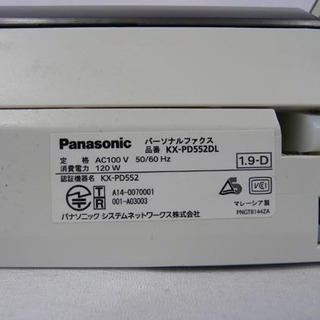 Panasonic パーソナルファクス
品番 KX-PD552DL
定 格 AC100 V 50/60 Hz
消費電力 120 W
1.9-D
認証機器名 KX-PD552
T A14-0070001
R 001-A03003
VCI
パナソニック システムネットワークス株式会社
マレーシア製
PNGT8144ZA